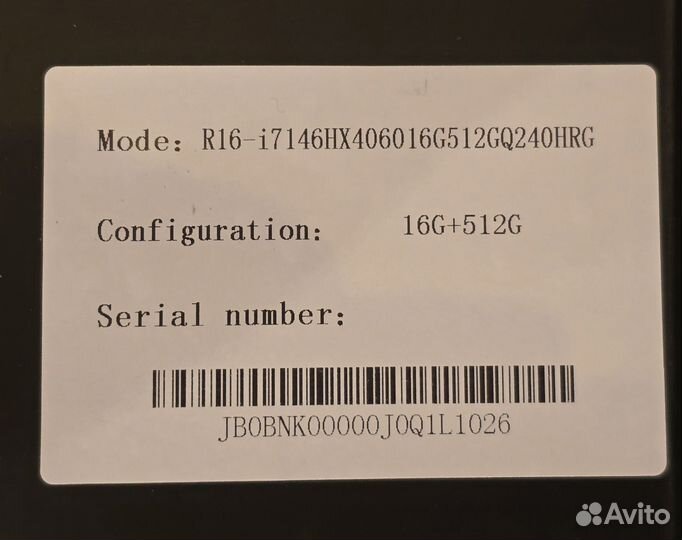 Mode: R16-i7146HX406016G512GQ240HRG
Configuration: 16G+512G
Serial number:
JB0BNK00000J0Q1L1026
Avito